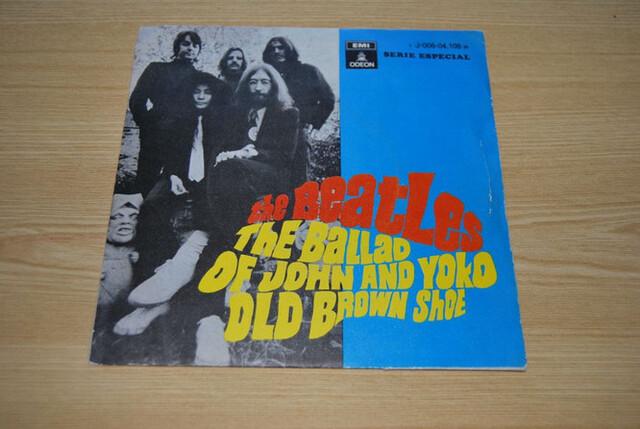 EMI
ODEON
J-006-04.108
SERIE ESPECIAL
the BeatLes
The Ballad
OF JOHN AND YOKO
OLD BROWN SHOE